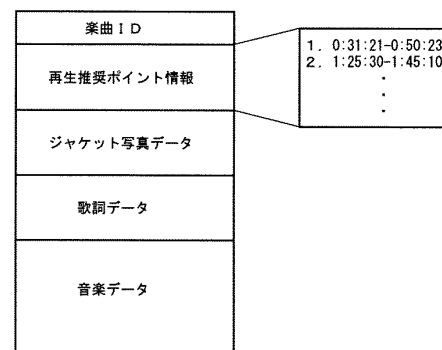 楽曲ＩＤ
再生推奨ポイント情報
1. 0:31:21-0:50:23
2. 1:25:30-1:45:10
・
・
・
ジャケット写真データ
歌詞データ
音楽データ